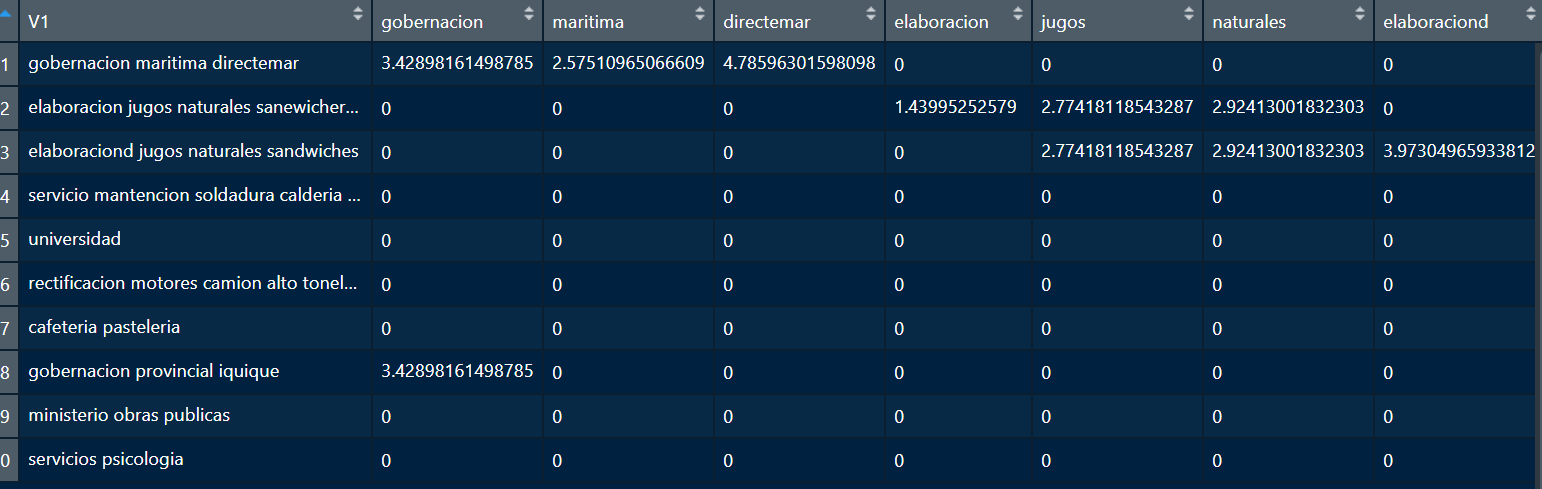 V1 gobernacion maritima directemar elaboracion jugos naturales elaboraciond
1 gobernacion maritima directemar 3.42898161498785 2.57510965066609 4.78596301598098 0 0 0 0
2 elaboracion jugos naturales sanewicher... 0 0 0 1.43995252579 2.77418118543287 2.92413001832303 0
3 elaboraciond jugos naturales sandwiches 0 0 0 0 2.77418118543287 2.92413001832303 3.97304965933812
4 servicio mantencion soldadura calderia ... 0 0 0 0 0 0 0
5 universidad 0 0 0 0 0 0 0
6 rectificacion motores camion alto tonel... 0 0 0 0 0 0 0
7 cafeteria pasteleria 0 0 0 0 0 0 0
8 gobernacion provincial iquique 3.42898161498785 0 0 0 0 0 0
9 ministerio obras publicas 0 0 0 0 0 0 0
0 servicios psicologia 0 0 0 0 0 0 0